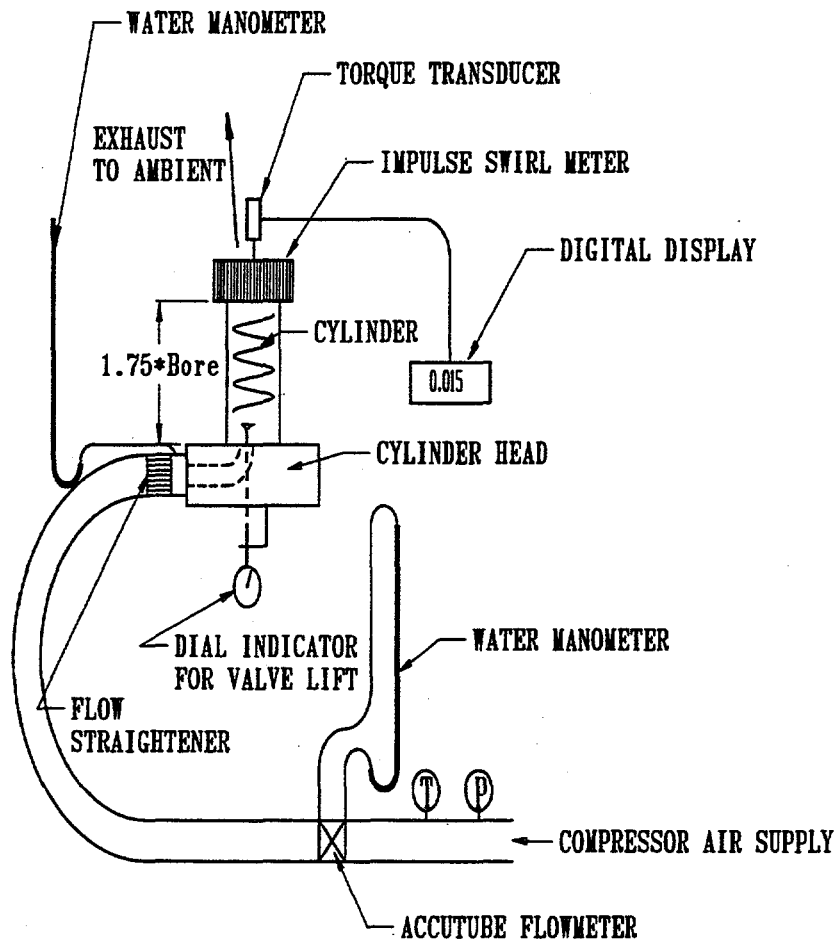 WATER MANOMETER
TORQUE TRANSDUCER
EXHAUST
TO AMBIENT
IMPULSE SWIRL METER
DIGITAL DISPLAY
CYLINDER
1.75*Bore
0.015
CYLINDER HEAD
WATER MANOMETER
DIAL INDICATOR
FOR VALVE LIFT
FLOW
STRAIGHTENER
T
P
COMPRESSOR AIR SUPPLY
ACCUTUBE FLOWMETER